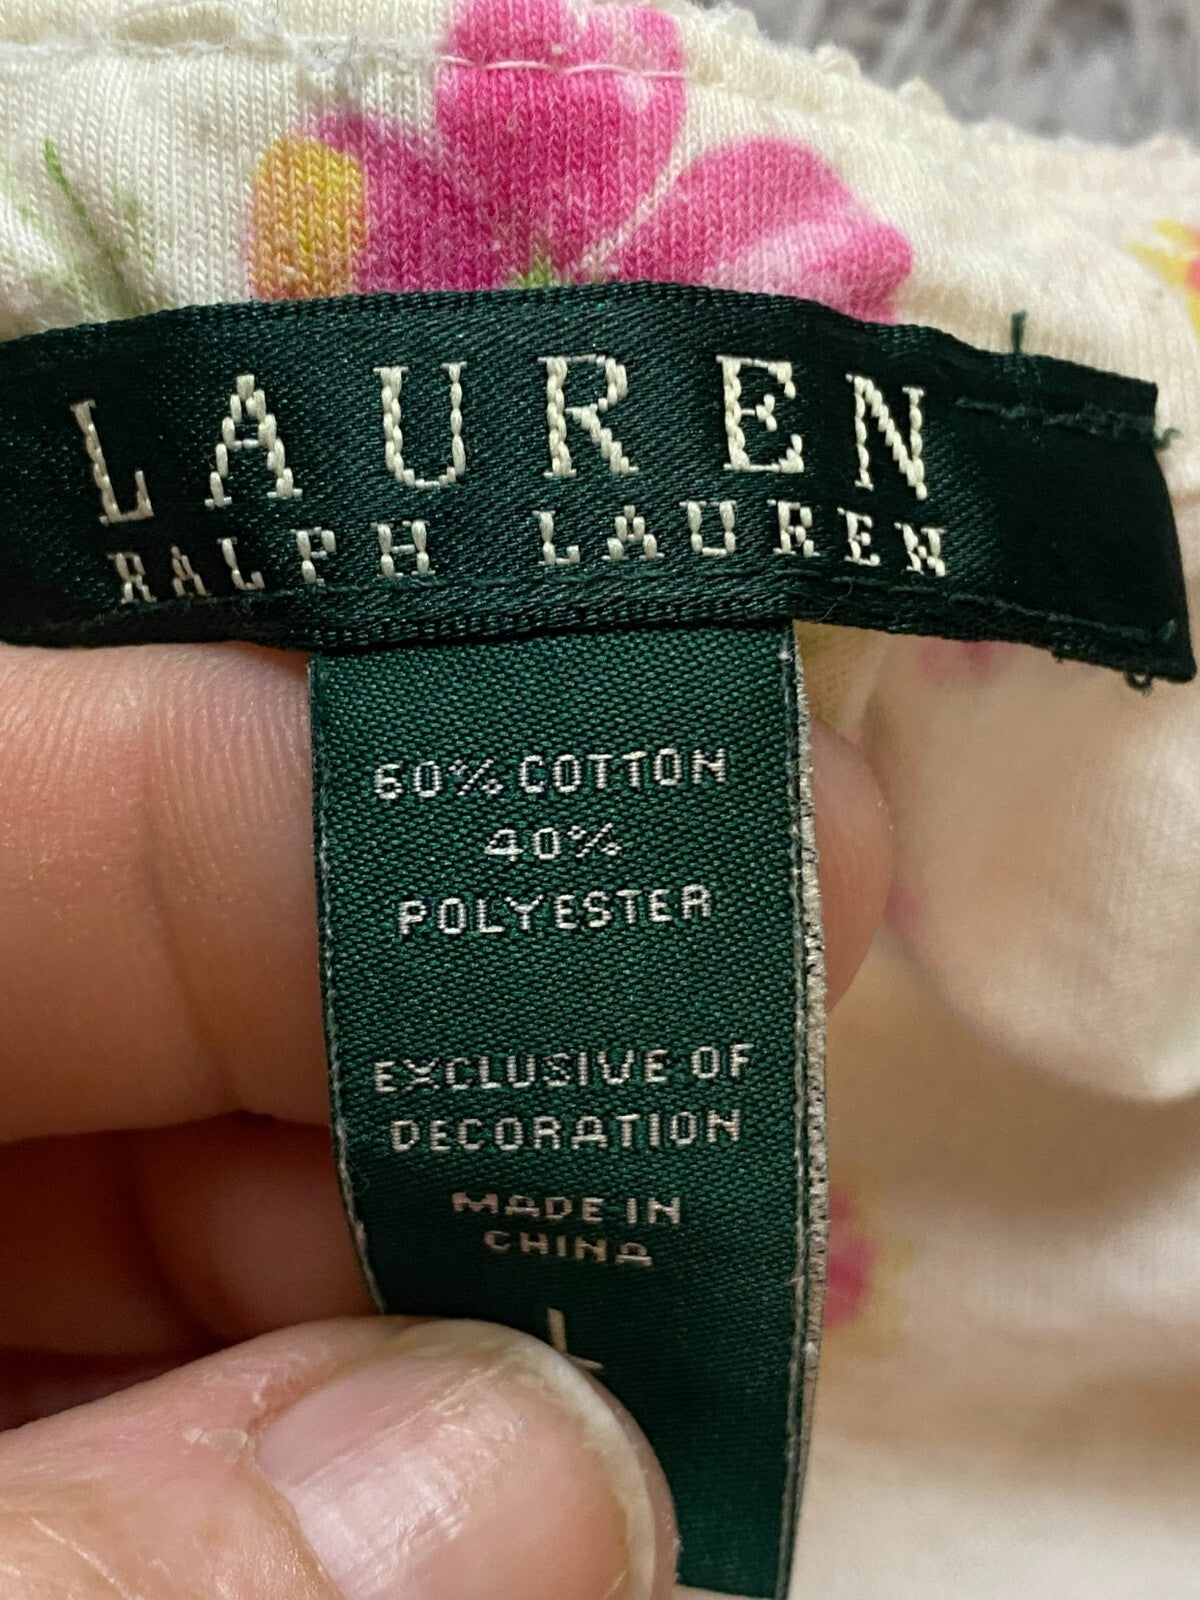 LAUREN
RALPH LAUREN
60% COTTON
40%
POLYESTER
EXCLUSIVE OF
DECORATION
MADE IN
CHINA
L